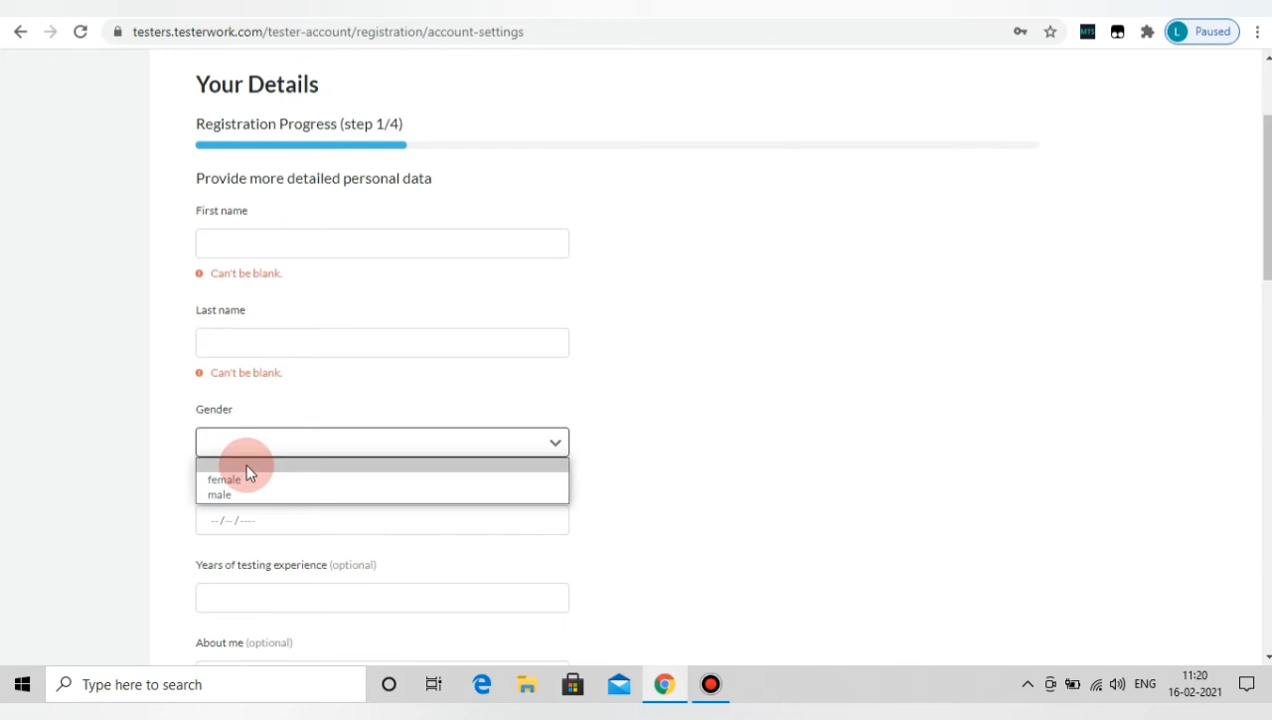 testers.testerwork.com/tester-account/registration/account-settings
MTS
L
Paused
Your Details
Registration Progress (step 1/4)
Provide more detailed personal data
First name
Can't be blank.
Last name
Can't be blank.
Gender
female
male
--/--/----
Years of testing experience (optional)
About me (optional)
Type here to search
ENG
11:20
16-02-2021